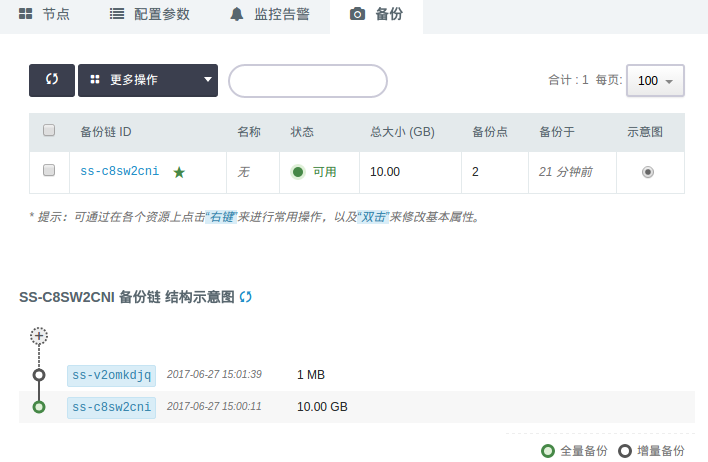 节点 配置参数 监控告警 备份
更多操作 合计 : 1 每页: 100
备份链 ID 名称 状态 总大小 (GB) 备份点 备份于 示意图
ss-c8sw2cni 无 可用 10.00 2 21 分钟前
* 提示：可通过在各个资源上点击“右键”来进行常用操作，以及“双击”来修改基本属性。
SS-C8SW2CNI 备份链 结构示意图
ss-v2omkdjq 2017-06-27 15:01:39 1 MB
ss-c8sw2cni 2017-06-27 15:00:11 10.00 GB
全量备份 增量备份